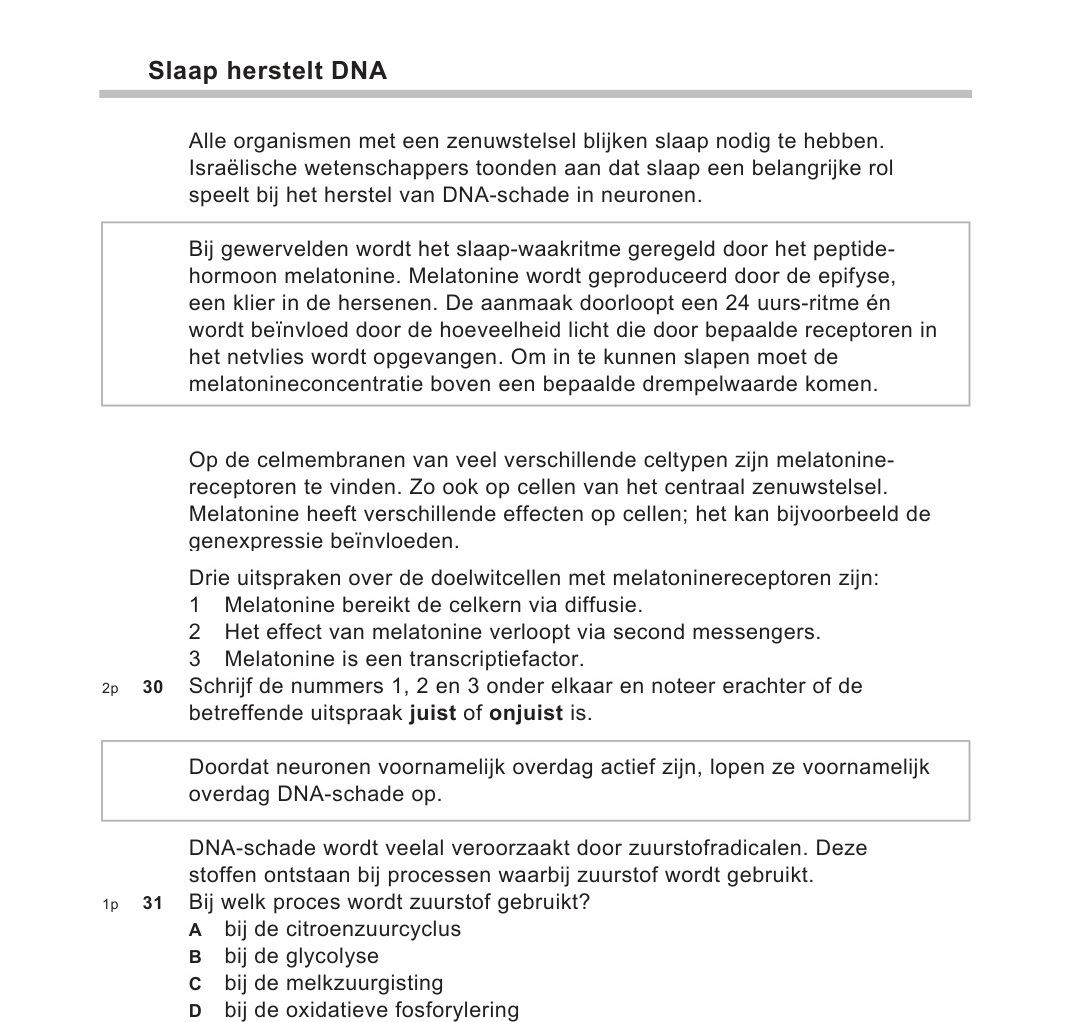 Slaap herstelt DNA
Alle organismen met een zenuwstelsel blijken slaap nodig te hebben.
Israëlische wetenschappers toonden aan dat slaap een belangrijke rol
speelt bij het herstel van DNA-schade in neuronen.
Bij gewervelden wordt het slaap-waakritme geregeld door het peptide-
hormoon melatonine. Melatonine wordt geproduceerd door de epifyse,
een klier in de hersenen. De aanmaak doorloopt een 24 uurs-ritme én
wordt beïnvloed door de hoeveelheid licht die door bepaalde receptoren in
het netvlies wordt opgevangen. Om in te kunnen slapen moet de
melatonineconcentratie boven een bepaalde drempelwaarde komen.
Op de celmembranen van veel verschillende celtypen zijn melatonine-
receptoren te vinden. Zo ook op cellen van het centraal zenuwstelsel.
Melatonine heeft verschillende effecten op cellen; het kan bijvoorbeeld de
genexpressie beïnvloeden.
Drie uitspraken over de doelwitcellen met melatoninereceptoren zijn:
1 Melatonine bereikt de celkern via diffusie.
2 Het effect van melatonine verloopt via second messengers.
3 Melatonine is een transcriptiefactor.
2p 30 Schrijf de nummers 1, 2 en 3 onder elkaar en noteer erachter of de
betreffende uitspraak juist of onjuist is.
Doordat neuronen voornamelijk overdag actief zijn, lopen ze voornamelijk
overdag DNA-schade op.
DNA-schade wordt veelal veroorzaakt door zuurstofradicalen. Deze
stoffen ontstaan bij processen waarbij zuurstof wordt gebruikt.
1p 31 Bij welk proces wordt zuurstof gebruikt?
A bij de citroenzuurcyclus
B bij de glycolyse
C bij de melkzuurgisting
D bij de oxidatieve fosforylering